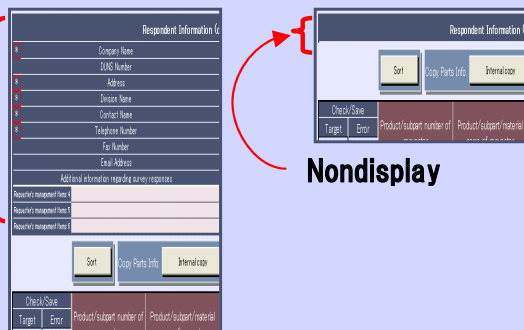 Respondent Information (c
* Company Name
DUNS Number
* Address
* Division Name
* Contact Name
* Telephone Number
Fax Number
Email Address
Additional information regarding survey responses
Requester's management Items 4
Requester's management Items 5
Requester's management Items 6
Sort
Copy Parts Info.
Internal copy
Check/Save
Target
Error
Product/subpart number of
Product/subpart/material
Respondent Information (
Sort
Copy Parts Info.
Internal copy
Check/Save
Target
Error
Product/subpart number of
Product/subpart/material
Nondisplay